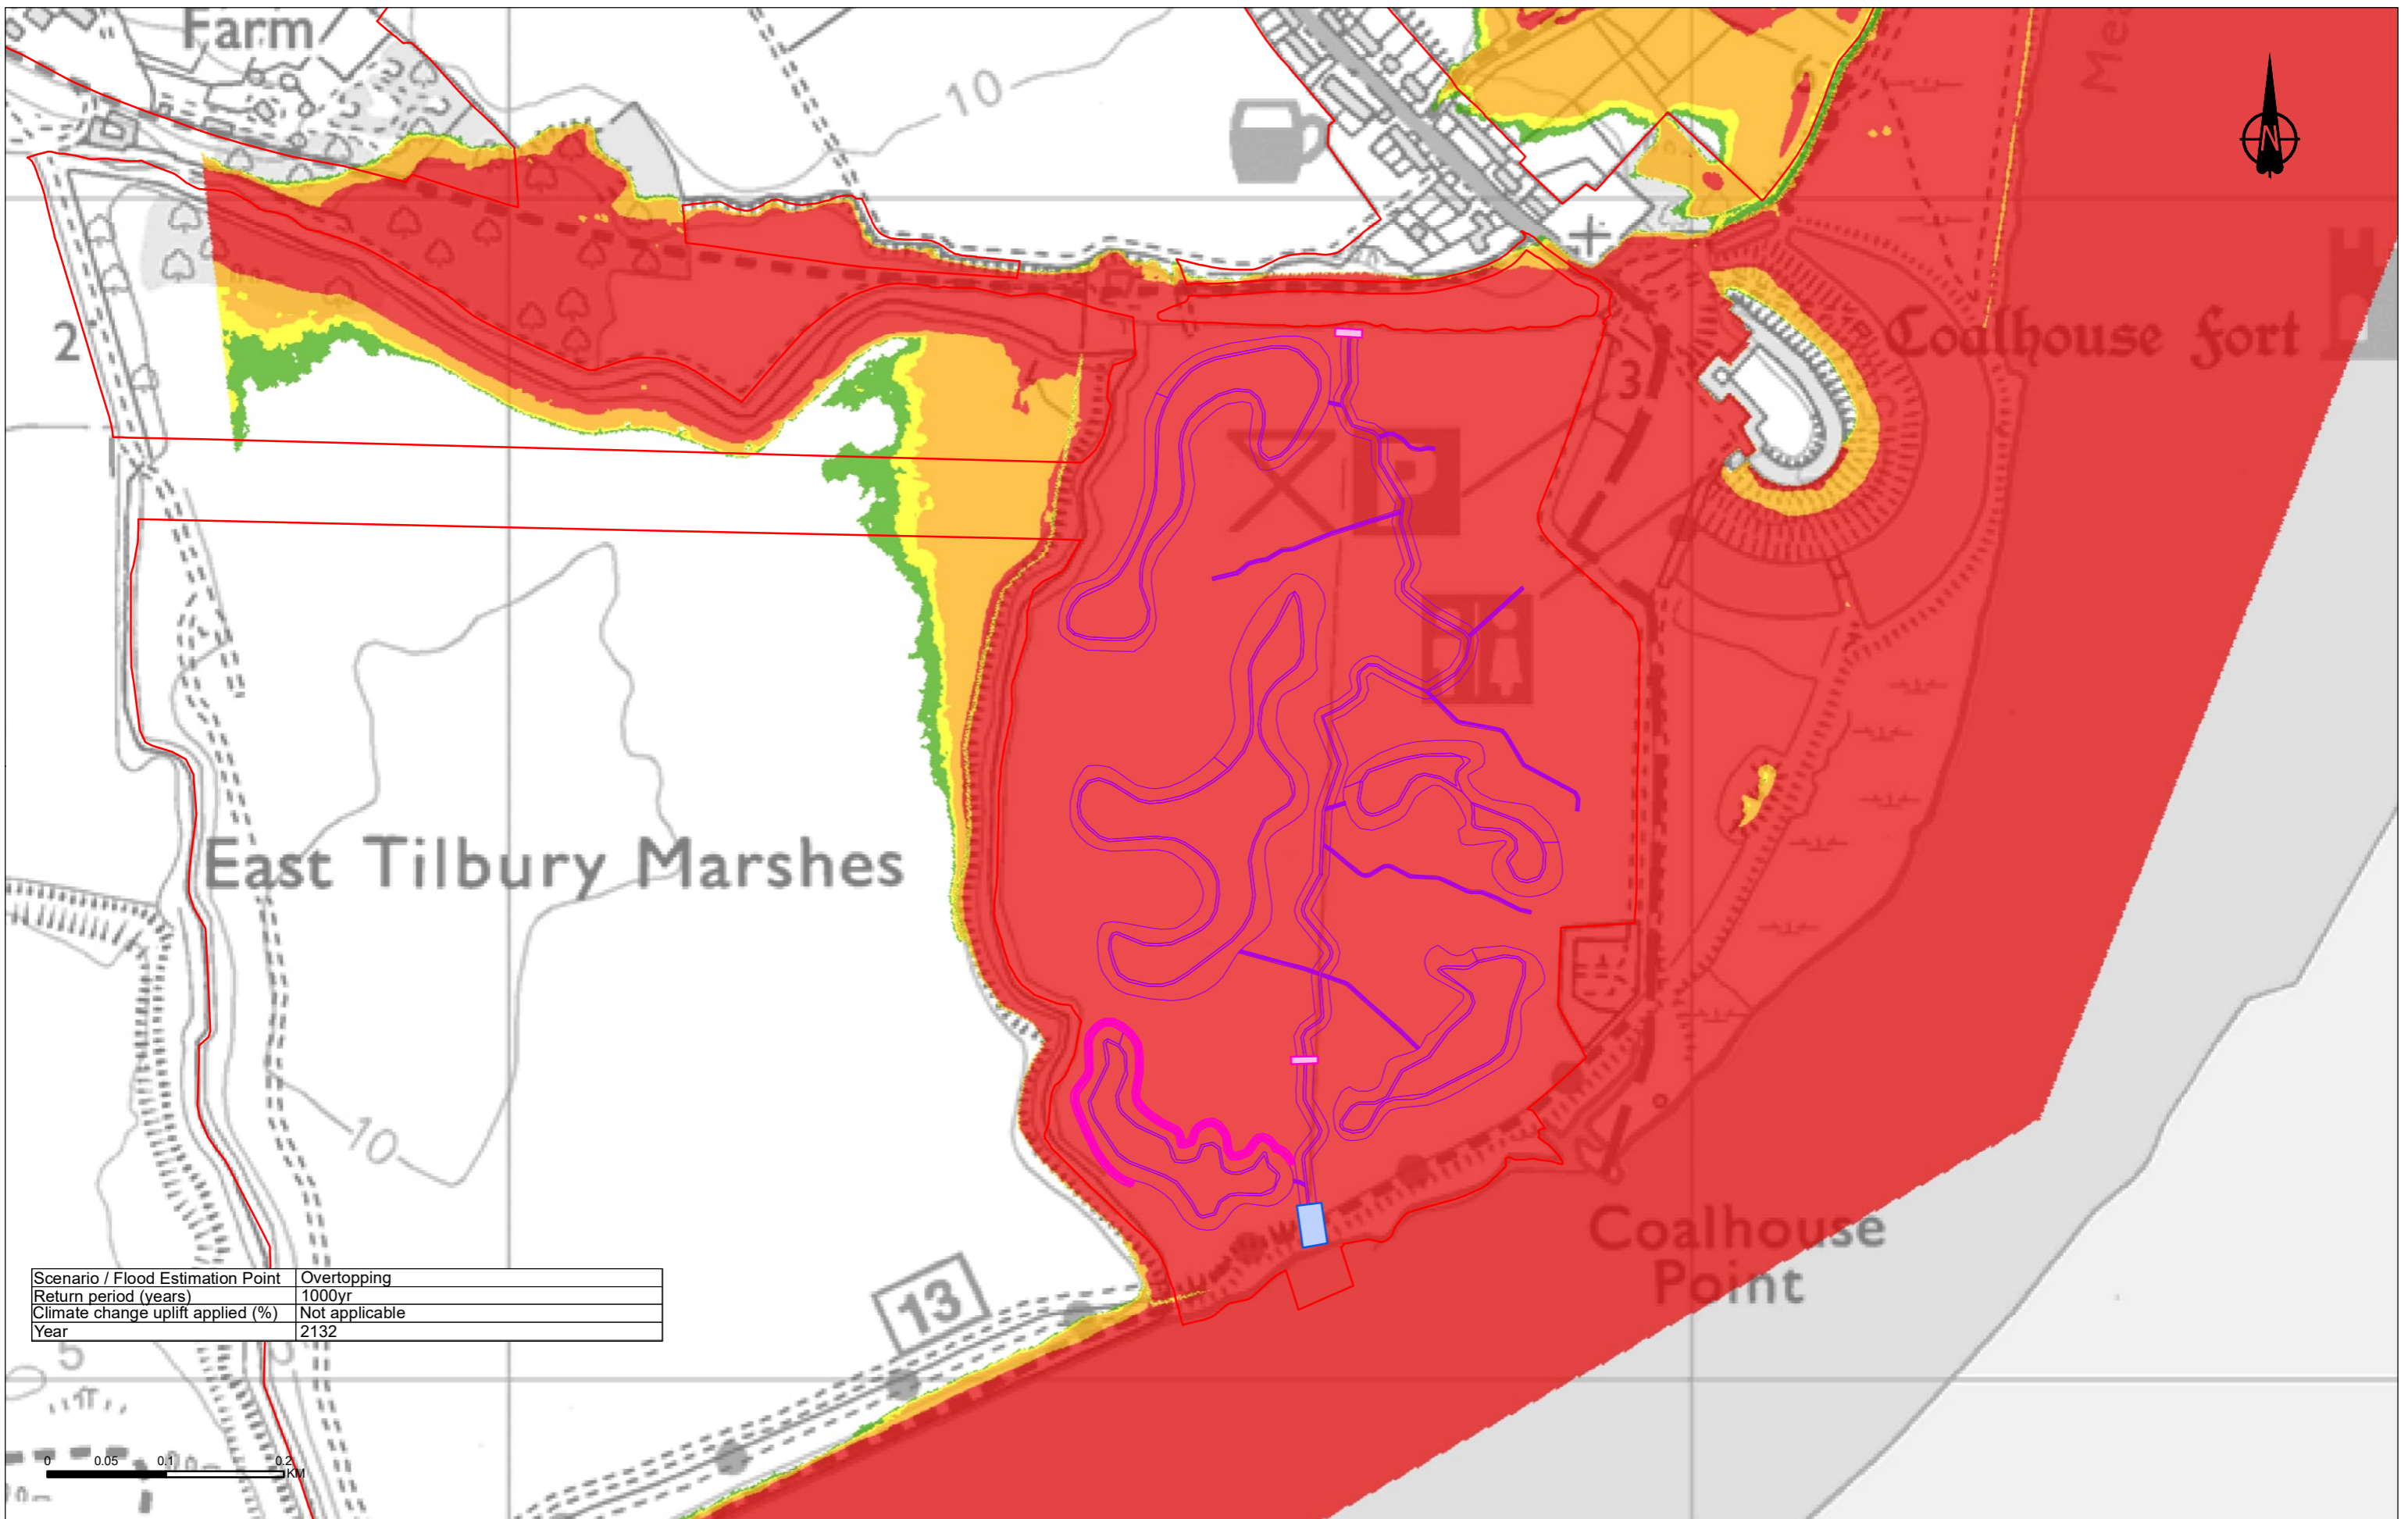 Farm
10
Mea
N
2
3
P
Coalhouse Fort
H
East Tilbury Marshes
10
Coalhouse
Point
13
Scenario / Flood Estimation Point Overtopping
Return period (years) 1000yr
Climate change uplift applied (%) Not applicable
Year 2132
5
0 0.05 0.1 0.2
KM